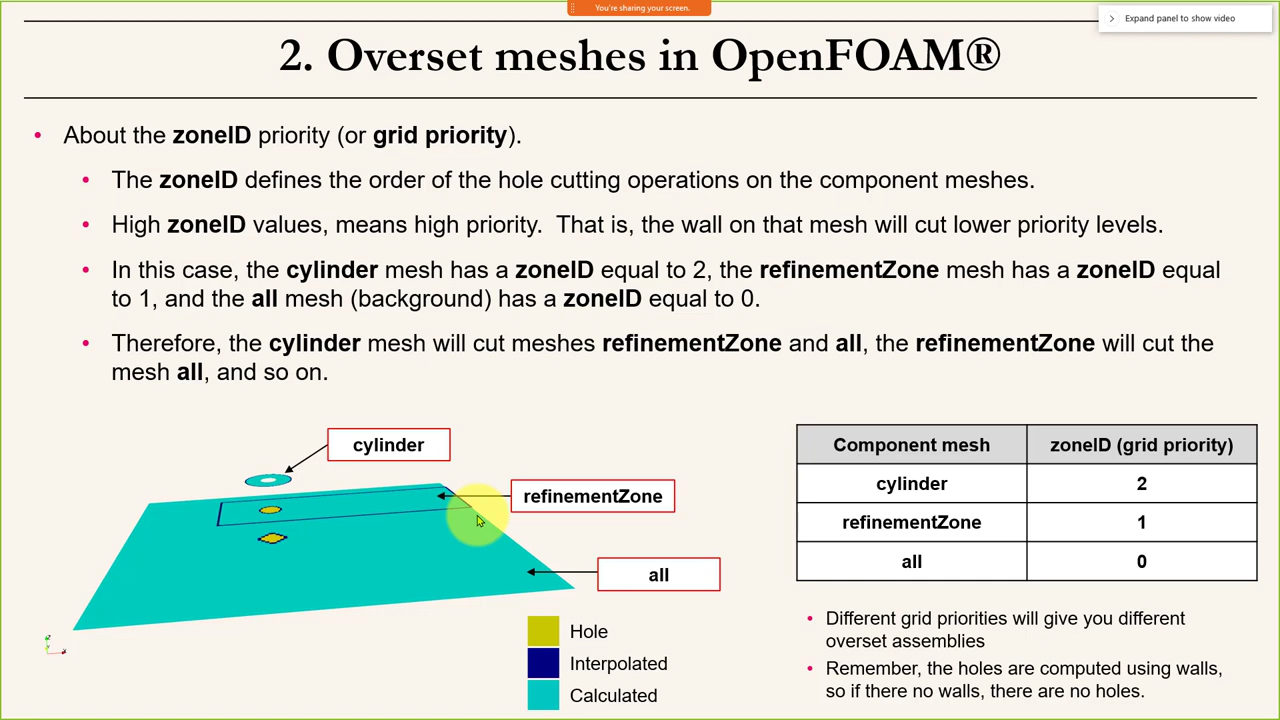 You're sharing your screen.
Expand panel to show video
2. Overset meshes in OpenFOAM®
• About the zoneID priority (or grid priority).
• The zoneID defines the order of the hole cutting operations on the component meshes.
• High zoneID values, means high priority. That is, the wall on that mesh will cut lower priority levels.
• In this case, the cylinder mesh has a zoneID equal to 2, the refinementZone mesh has a zoneID equal
to 1, and the all mesh (background) has a zoneID equal to 0.
• Therefore, the cylinder mesh will cut meshes refinementZone and all, the refinementZone will cut the
mesh all, and so on.
cylinder
refinementZone
all
Hole
Interpolated
Calculated
Component mesh zoneID (grid priority)
cylinder 2
refinementZone 1
all 0
• Different grid priorities will give you different
overset assemblies
• Remember, the holes are computed using walls,
so if there no walls, there are no holes.